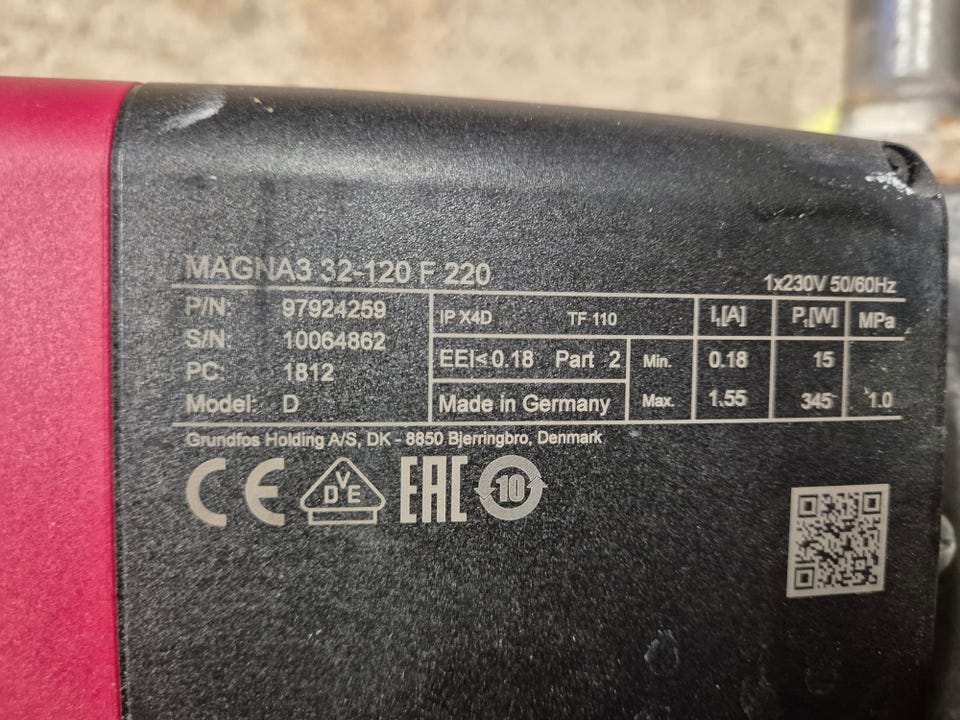 MAGNA3 32-120 F 220
1x230V 50/60Hz
P/N: 97924259
S/N: 10064862
PC: 1812
Model: D
IP X4D TF 110 I₁[A] P₁[W] MPa
EEI< 0.18 Part 2 Min. 0.18 15
Made in Germany Max. 1.55 345 1.0
Grundfos Holding A/S, DK - 8850 Bjerringbro, Denmark
CE VDE EAC 10